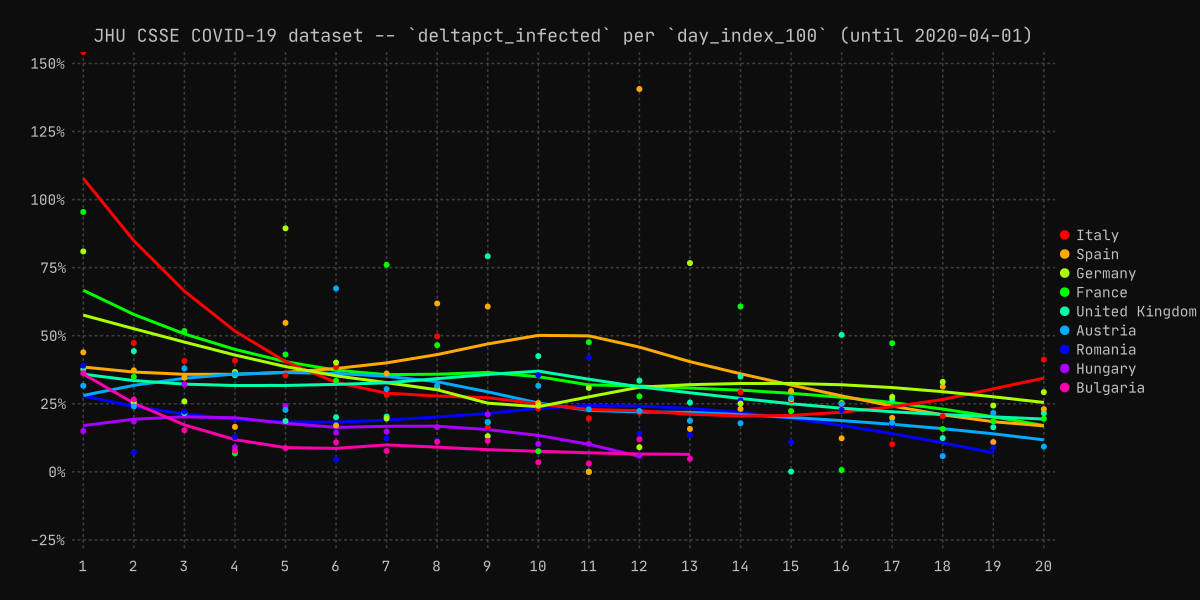 JHU CSSE COVID-19 dataset -- `deltapct_infected` per `day_index_100` (until 2020-04-01)
150%
125%
100%
75%
50%
25%
0%
-25%
1 2 3 4 5 6 7 8 9 10 11 12 13 14 15 16 17 18 19 20
Italy
Spain
Germany
France
United Kingdom
Austria
Romania
Hungary
Bulgaria